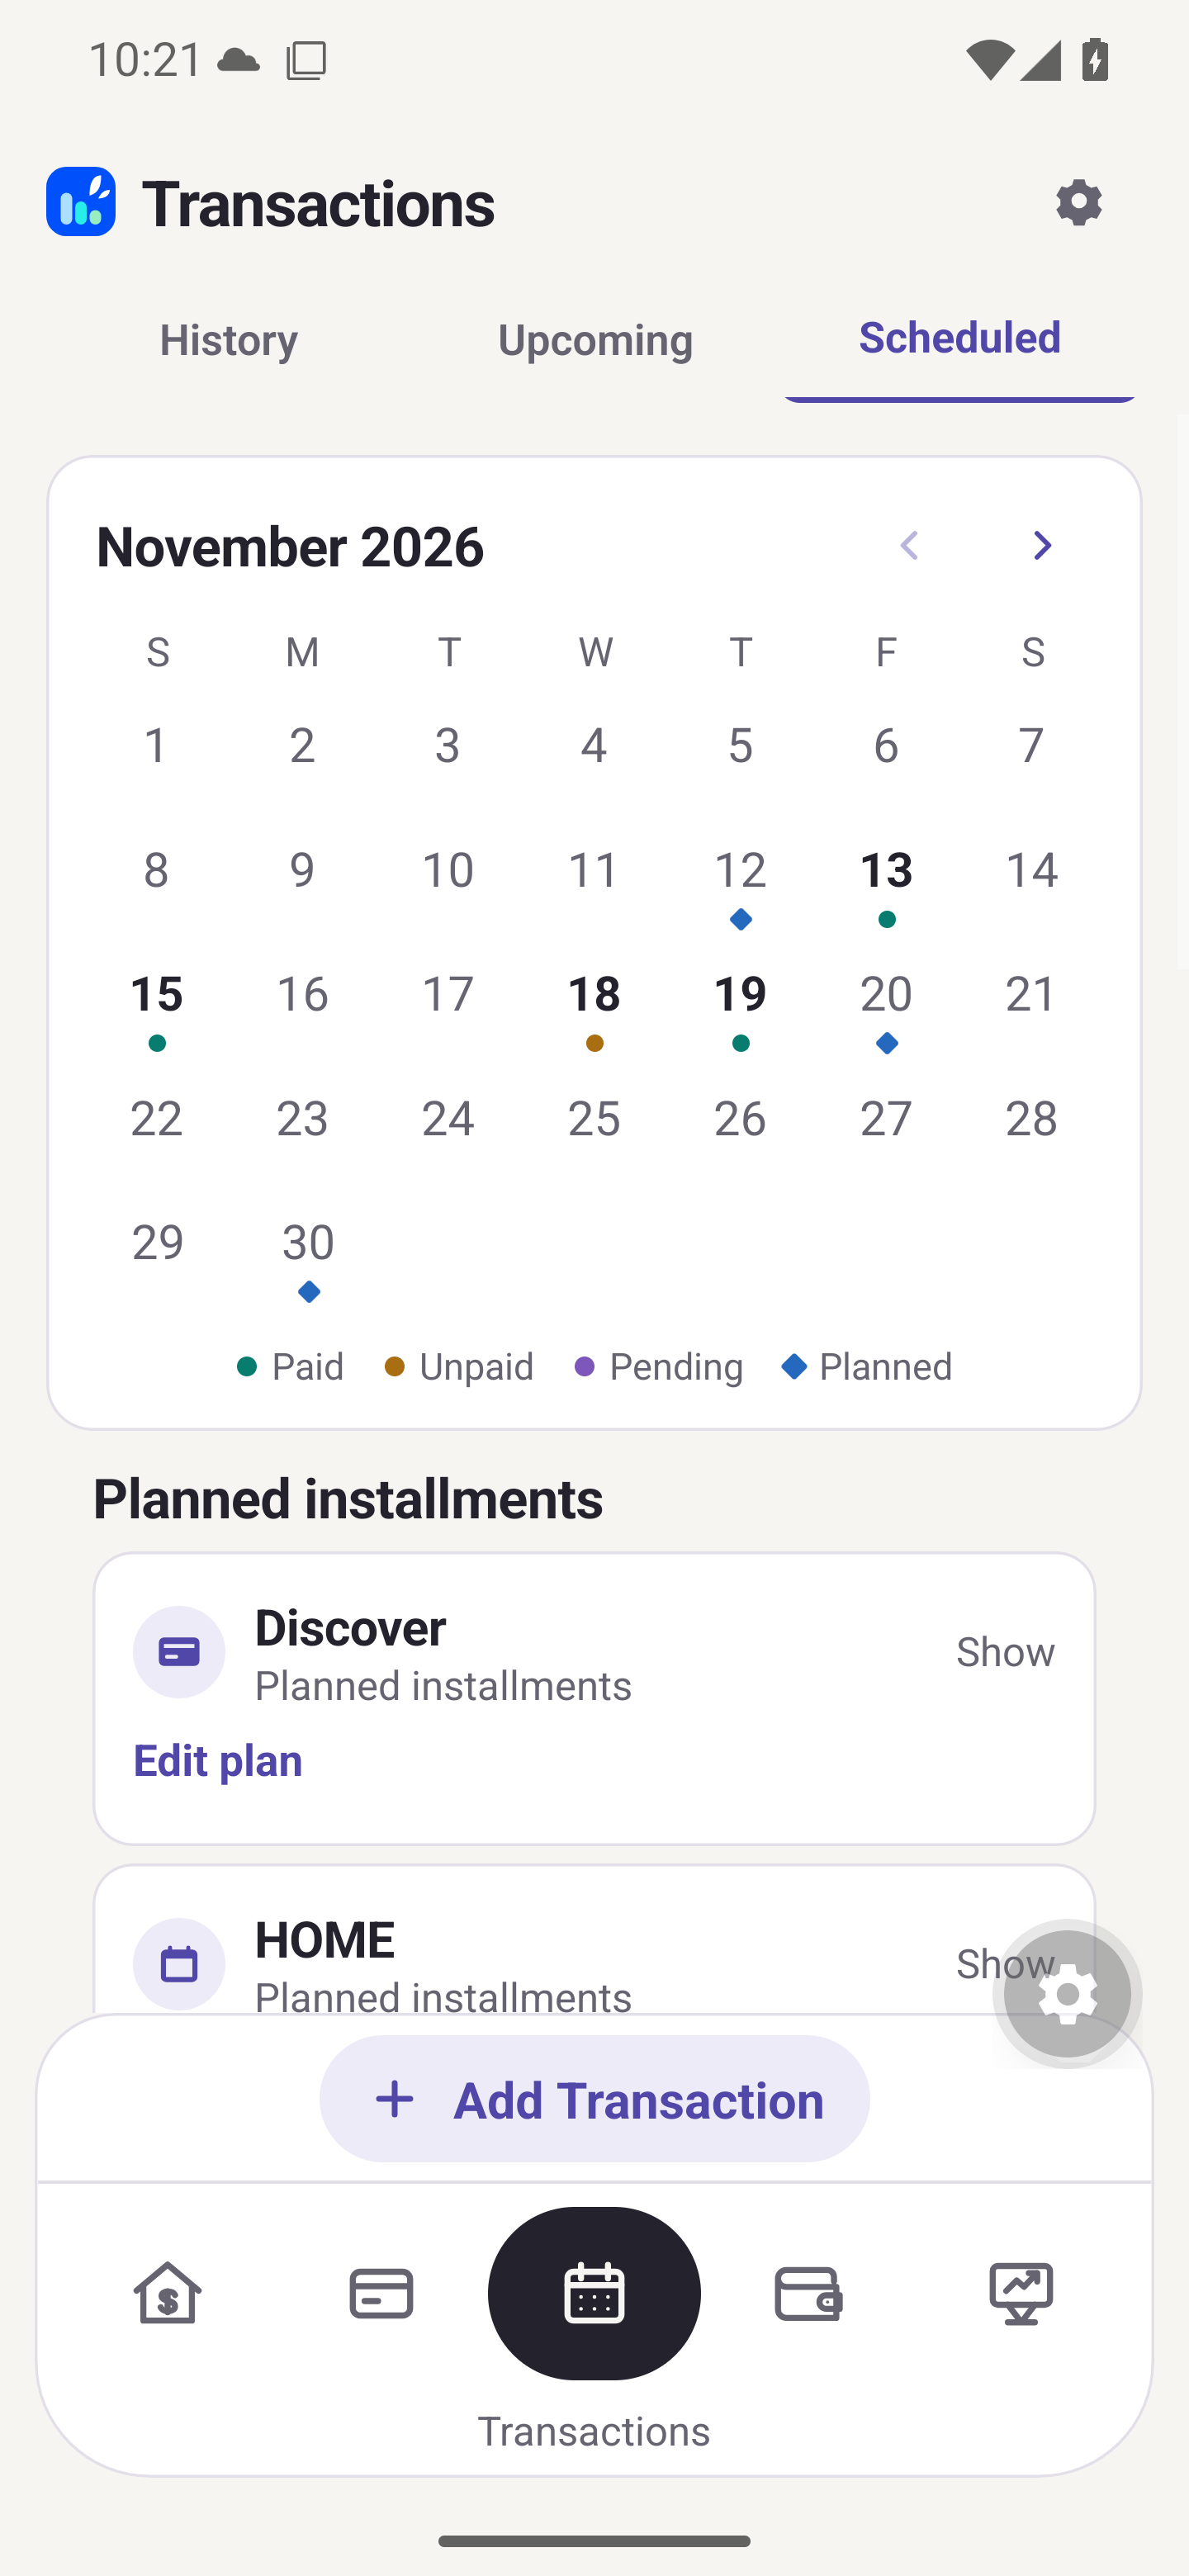 10:21
Transactions
History Upcoming Scheduled
November 2026
S M T W T F S
1 2 3 4 5 6 7
8 9 10 11 12 13 14
15 16 17 18 19 20 21
22 23 24 25 26 27 28
29 30
Paid Unpaid Pending Planned
Planned installments
Discover
Show
Planned installments
Edit plan
HOME
Show
Planned installments
+ Add Transaction
Transactions